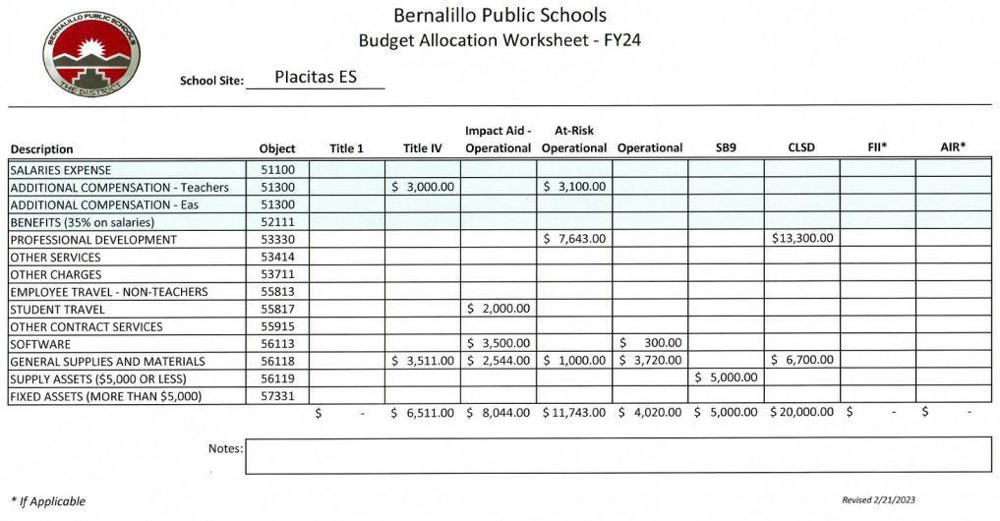 Bernalillo Public Schools
Budget Allocation Worksheet - FY24
BERNALILLO PUBLIC SCHOOLS
THE DISTRICT
School Site: Placitas ES
Impact Aid - At-Risk
Description Object Title 1 Title IV Operational Operational Operational SB9 CLSD FII* AIR*
SALARIES EXPENSE 51100
ADDITIONAL COMPENSATION - Teachers 51300 $ 3,000.00 $ 3,100.00
ADDITIONAL COMPENSATION - Eas 51300
BENEFITS (35% on salaries) 52111
PROFESSIONAL DEVELOPMENT 53330 $ 7,643.00 $13,300.00
OTHER SERVICES 53414
OTHER CHARGES 53711
EMPLOYEE TRAVEL - NON-TEACHERS 55813
STUDENT TRAVEL 55817 $ 2,000.00
OTHER CONTRACT SERVICES 55915
SOFTWARE 56113 $ 3,500.00 $ 300.00
GENERAL SUPPLIES AND MATERIALS 56118 $ 3,511.00 $ 2,544.00 $ 1,000.00 $ 3,720.00 $ 6,700.00
SUPPLY ASSETS ($5,000 OR LESS) 56119 $ 5,000.00
FIXED ASSETS (MORE THAN $5,000) 57331
$ - $ 6,511.00 $ 8,044.00 $11,743.00 $ 4,020.00 $ 5,000.00 $20,000.00 $ - $ -
Notes:
* If Applicable
Revised 2/21/2023